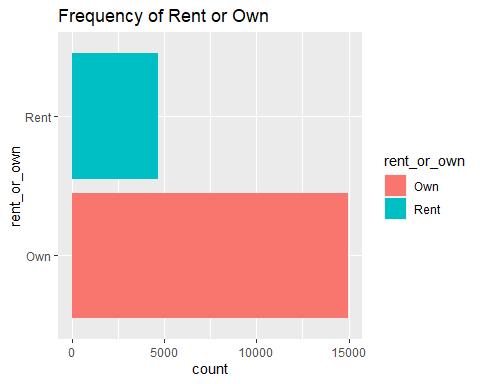 Frequency of Rent or Own
rent_or_own
Rent
Own
0 5000 10000 15000
count
rent_or_own
Own
Rent